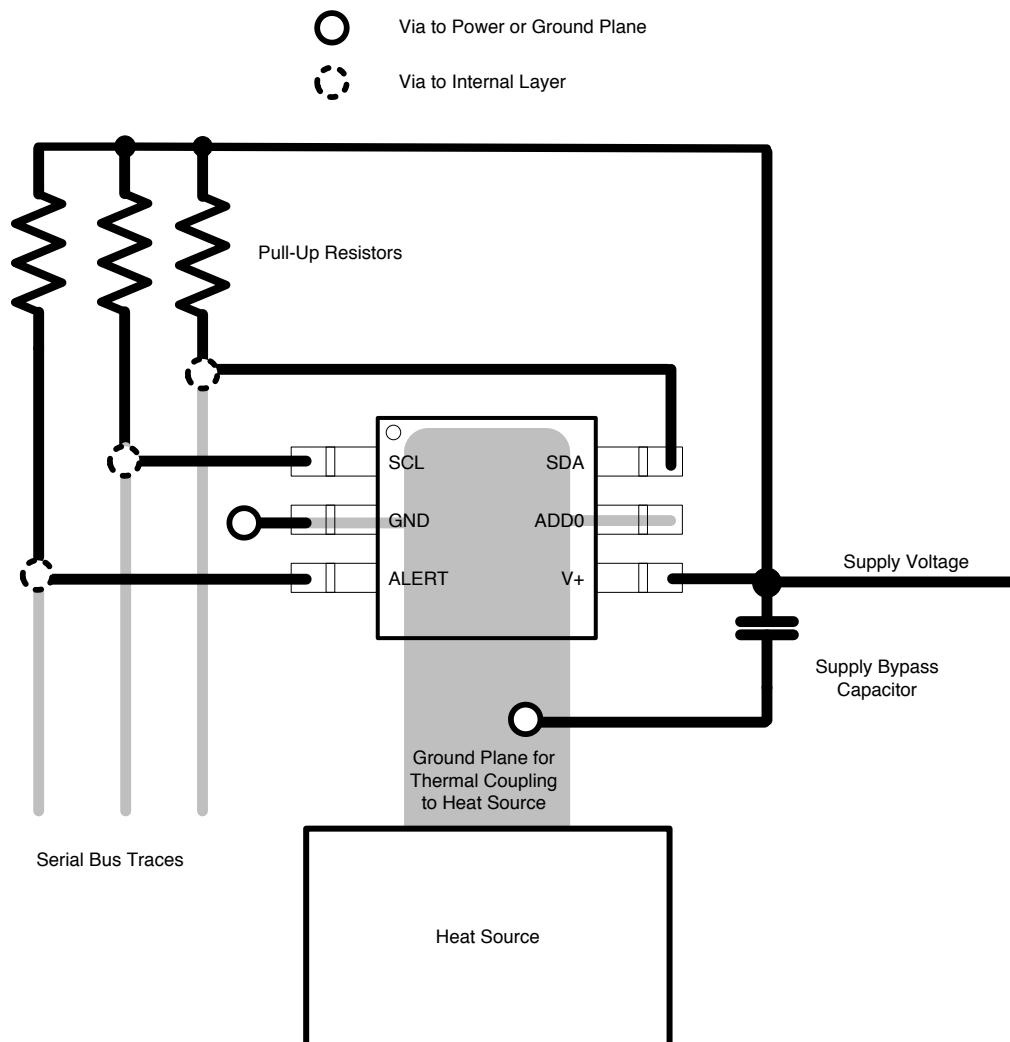 Via to Power or Ground Plane
Via to Internal Layer
Pull-Up Resistors
SCL
SDA
GND
ADD0
ALERT
V+
Supply Voltage
Supply Bypass
Capacitor
Ground Plane for
Thermal Coupling
to Heat Source
Serial Bus Traces
Heat Source